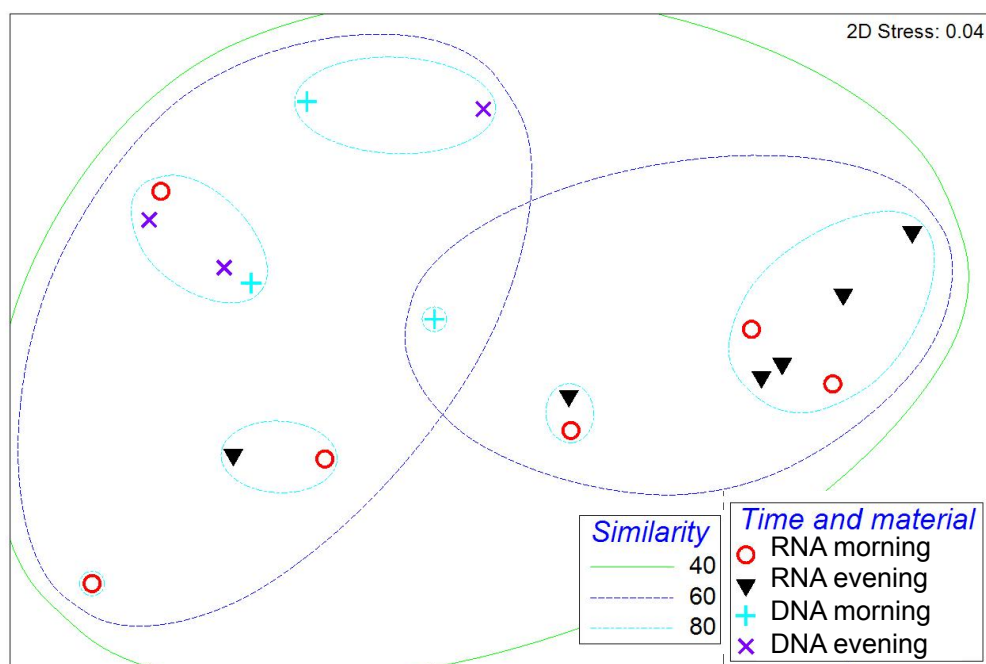 2D Stress: 0.04
Similarity
40
60
80
Time and material
RNA morning
RNA evening
DNA morning
DNA evening